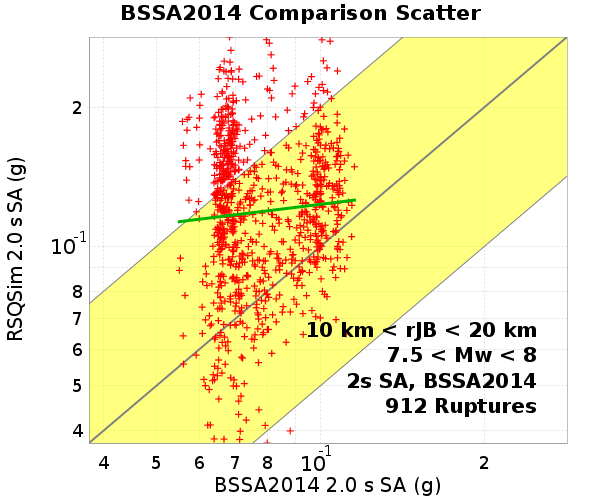 BSSA2014 Comparison Scatter
RSQSim 2.0 s SA (g)
2
10-1
8
7
6
5
4
10 km < rJB < 20 km
7.5 < Mw < 8
2s SA, BSSA2014
912 Ruptures
4 5 6 7 8 10-1 2
BSSA2014 2.0 s SA (g)